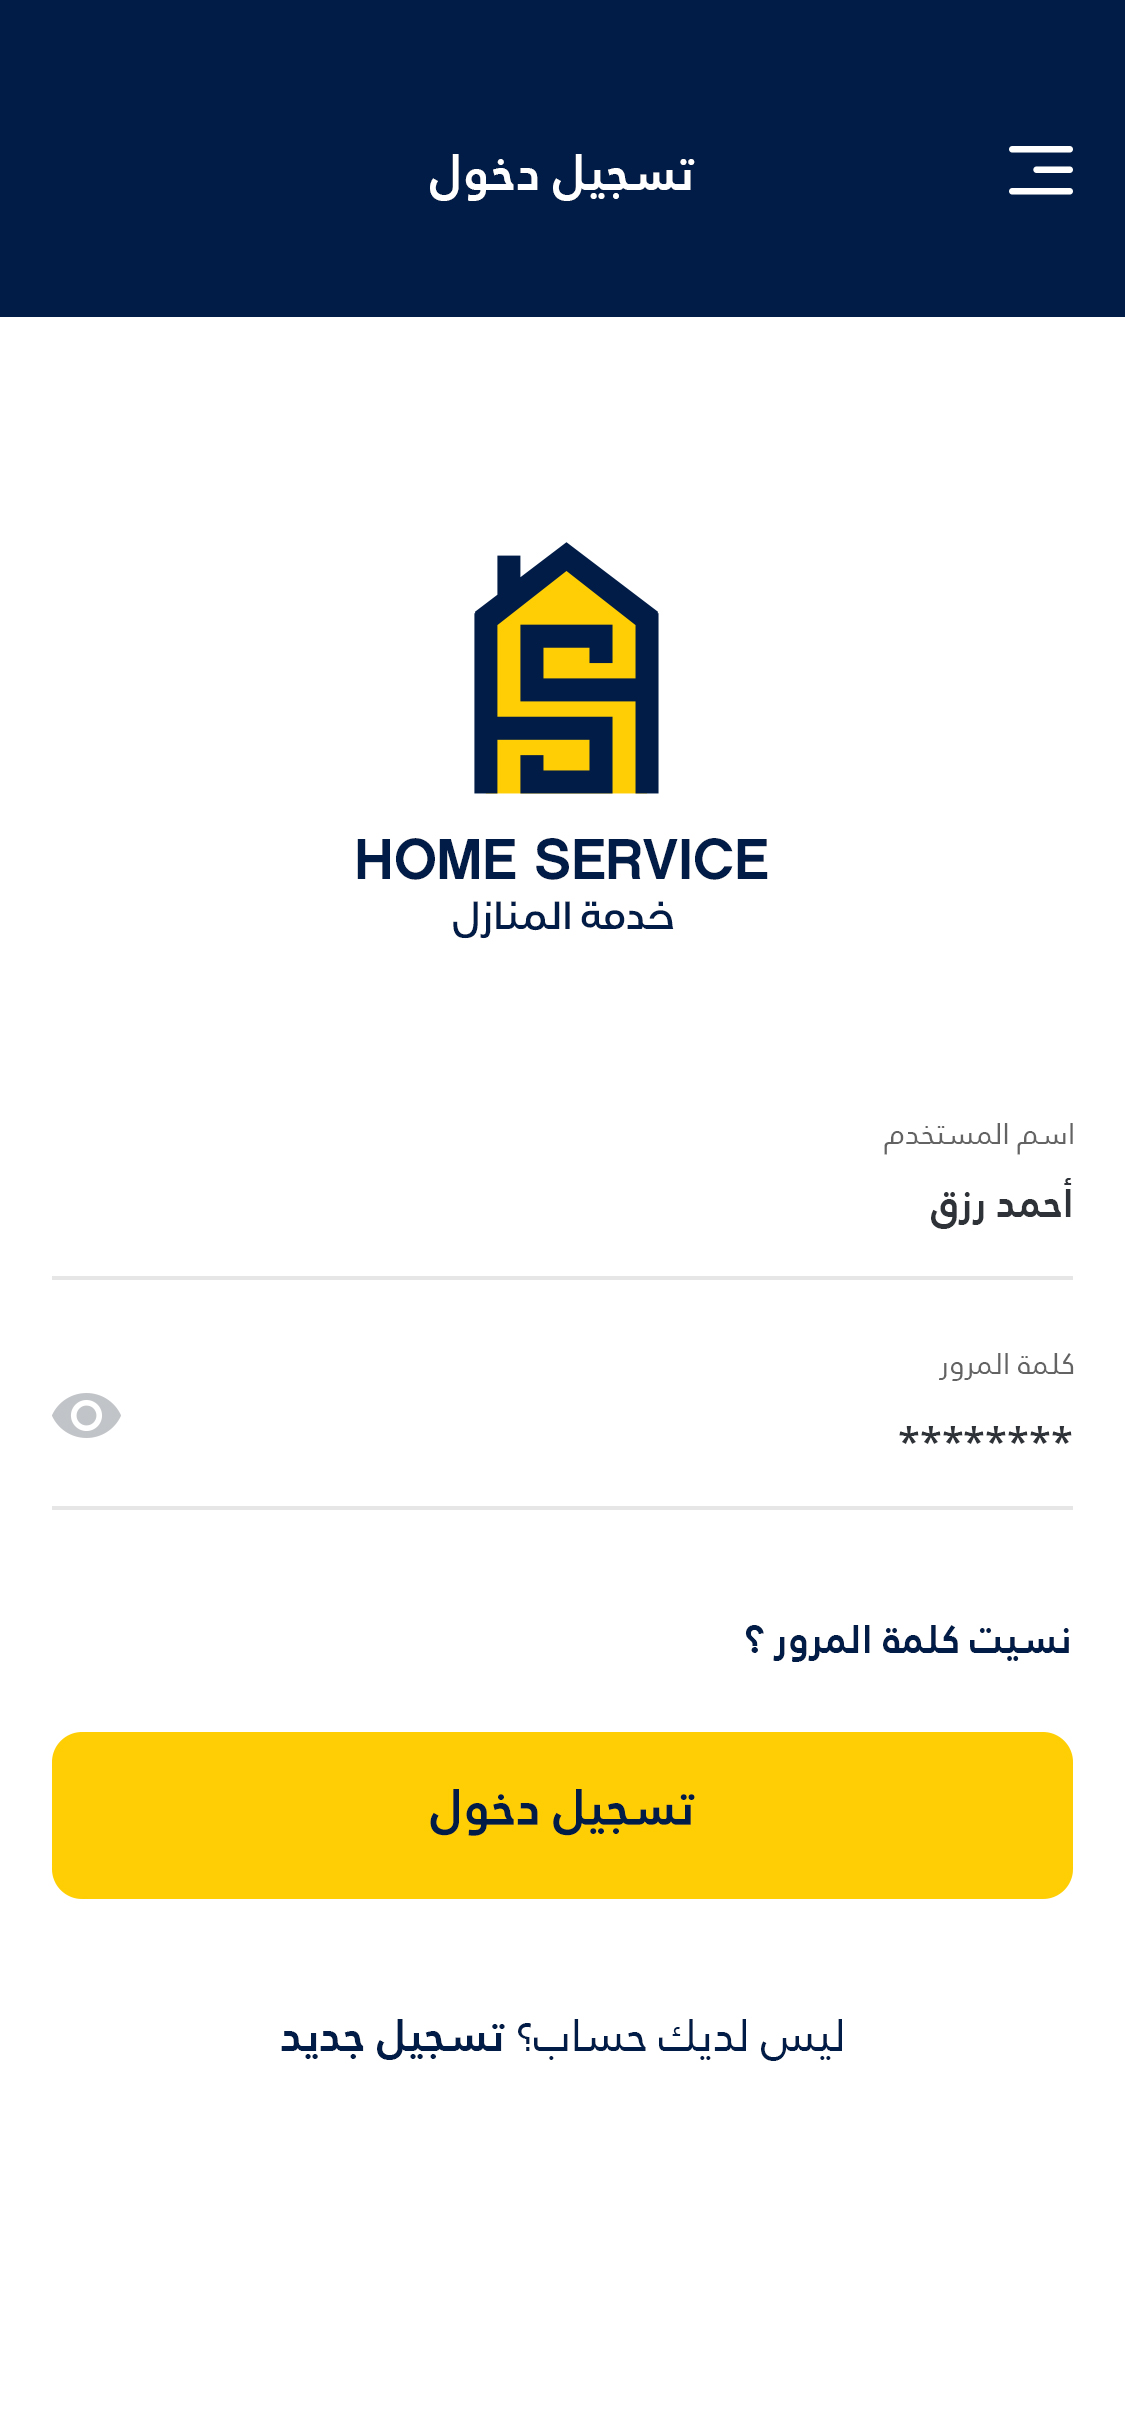 تسجيل دخول
HOME SERVICE
خدمة المنازل
اسم المستخدم
أحمد رزق
كلمة المرور
********
نسيت كلمة المرور ؟
تسجيل دخول
ليس لديك حساب؟ تسجيل جديد